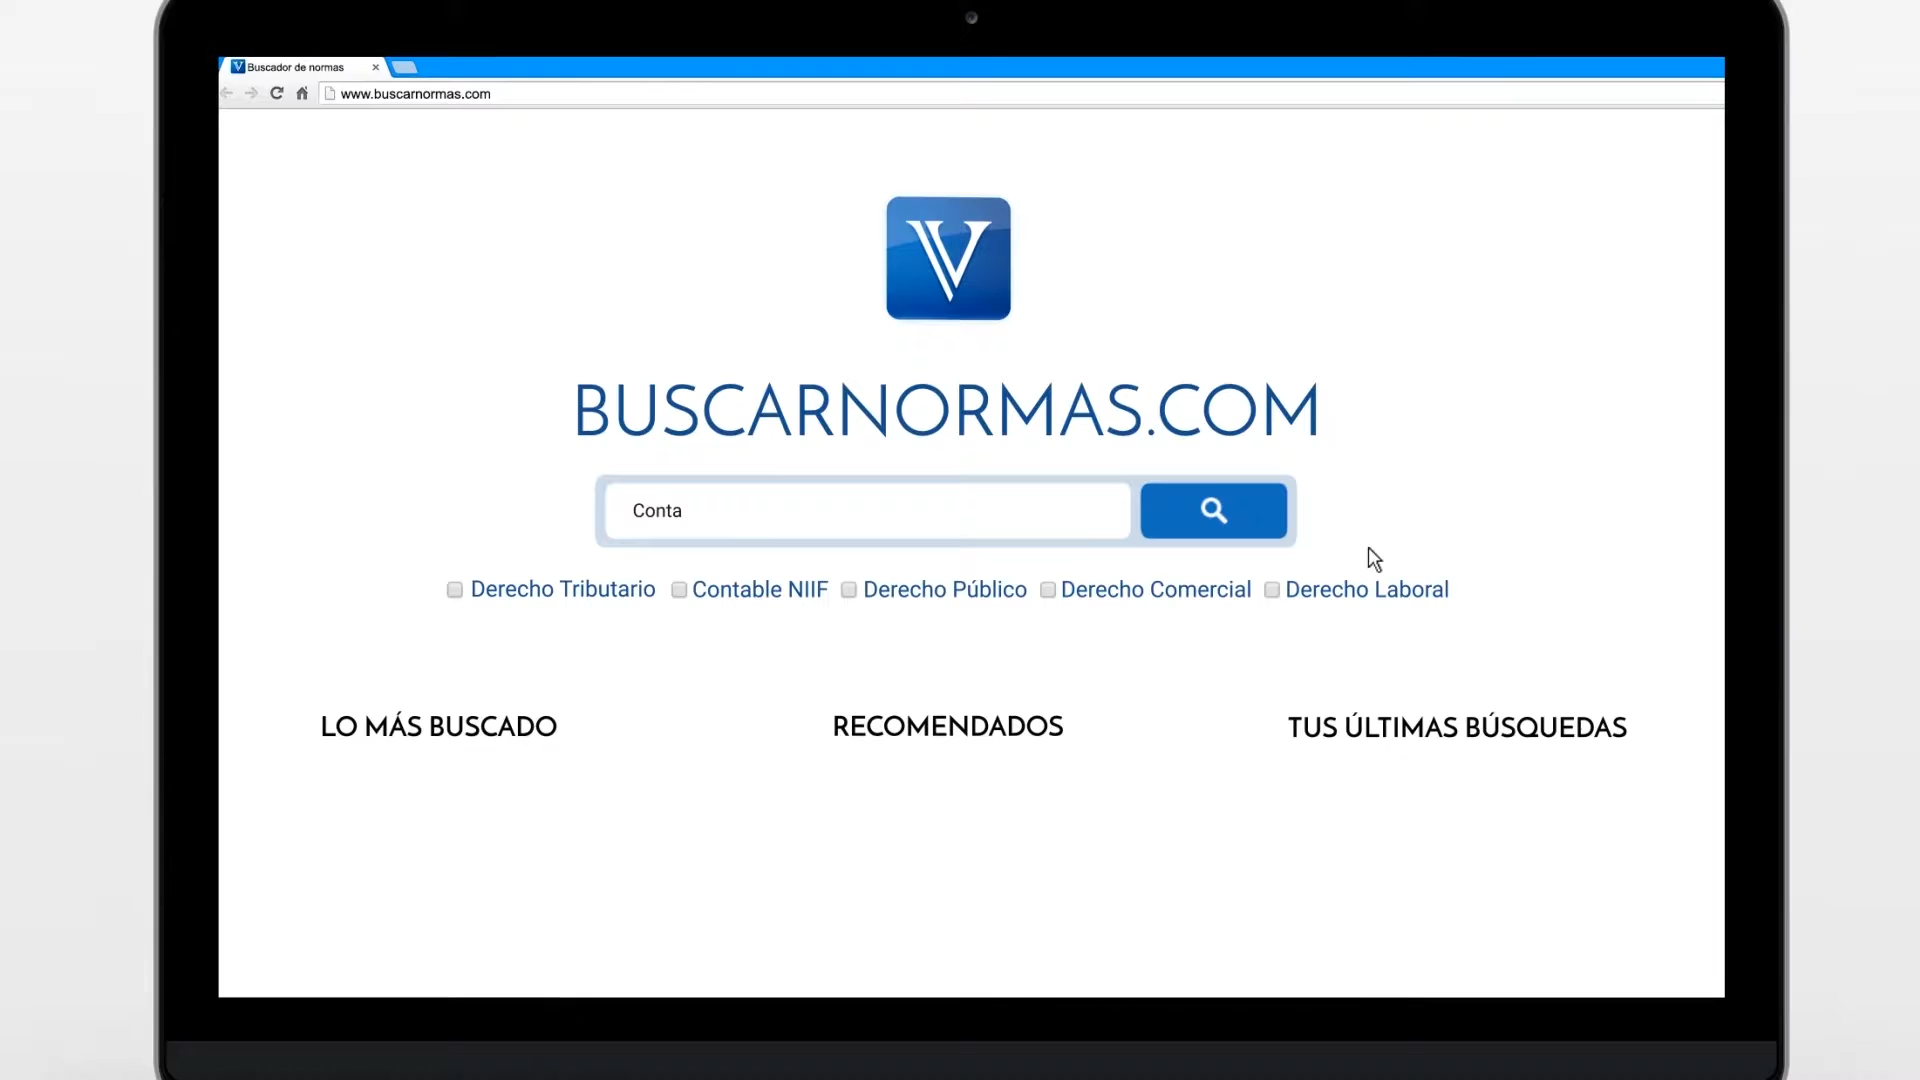 Buscador de normas
www.buscarnormas.com
V
BUSCARNORMAS.COM
Conta
Derecho Tributario Contable NIIF Derecho Público Derecho Comercial Derecho Laboral
LO MÁS BUSCADO RECOMENDADOS TUS ÚLTIMAS BÚSQUEDAS